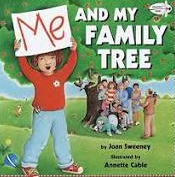 Me
AND MY
FAMILY
TREE
by
Joan Sweeney
Illustrated by
Annette Cable